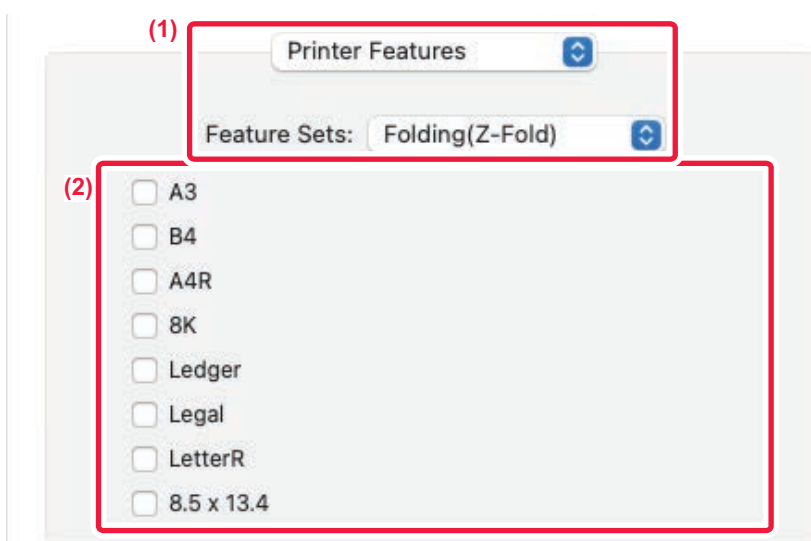 (1)
Printer Features
Feature Sets: Folding(Z-Fold)
(2)
A3
B4
A4R
8K
Ledger
Legal
LetterR
8.5 x 13.4